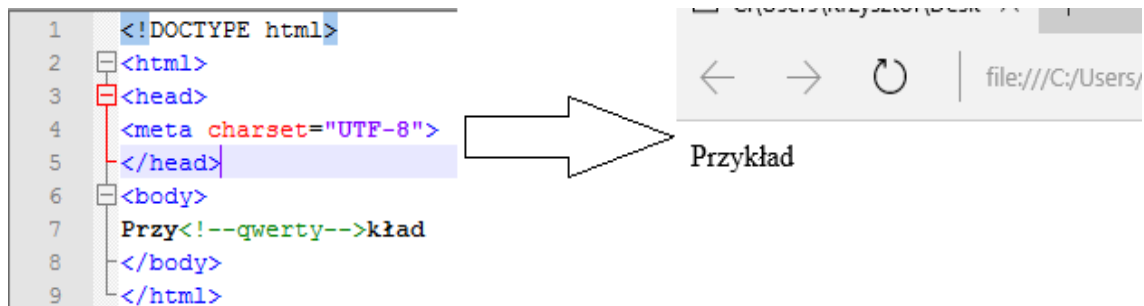 1 <!DOCTYPE html>
2 <html>
3 <head>
4 <meta charset="UTF-8">
5 </head>
6 <body>
7 Przy<!--qwerty-->kład
8 </body>
9 </html>
file:///C:/Users/
Przykład